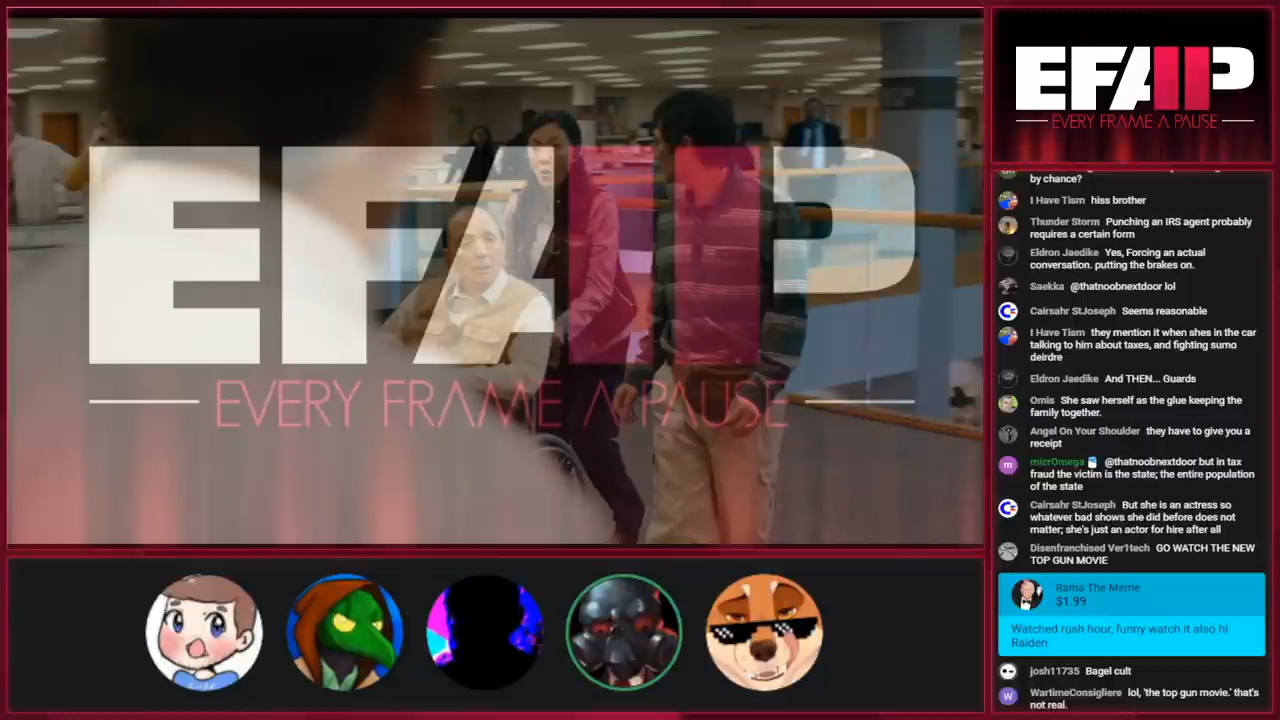 EFAP
EVERY FRAME A PAUSE
EFAP
EVERY FRAME A PAUSE
by chance?
I Have Tism hiss brother
Thunder Storm Punching an IRS agent probably
requires a certain form
Eldron Jaedike Yes, Forcing an actual
conversation. putting the brakes on.
Saekka @thatnoobnextdoor lol
Cairsahr StJoseph Seems reasonable
I Have Tism they mention it when shes in the car
talking to him about taxes, and fighting sumo
deirdre
Eldron Jaedike And THEN... Guards
Omis She saw herself as the glue keeping the
family together.
Angel On Your Shoulder they have to give you a
receipt
m
micrOmega @thatnoobnextdoor but in tax
fraud the victim is the state; the entire population
of the state
Cairsahr StJoseph But she is an actress so
whatever bad shows she did before does not
matter; she's just an actor for hire after all
Disenfranchised Ver1tech GO WATCH THE NEW
TOP GUN MOVIE
Rama The Meme
$1.99
Watched rush hour, funny watch it also hi
Raiden
josh11735 Bagel cult
W
WartimeConsigliere lol, 'the top gun movie.' that's
not real.